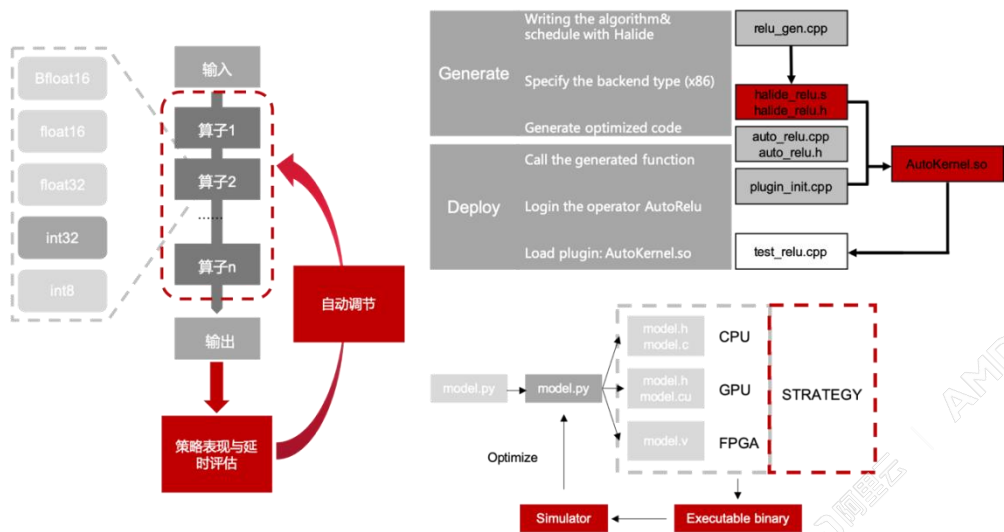 Bfloat16
float16
float32
int32
int8
输入
算子1
算子2
......
算子n
输出
策略表现与延
时评估
自动调节
Generate
Writing the algorithm&
schedule with Halide
Specify the backend type (x86)
Generate optimized code
Deploy
Call the generated function
Login the operator AutoRelu
Load plugin: AutoKernel.so
relu_gen.cpp
halide_relu.s
halide_relu.h
auto_relu.cpp
auto_relu.h
plugin_init.cpp
AutoKernel.so
test_relu.cpp
model.py
model.py
model.h
model.c
CPU
model.h
model.cu
GPU
model.v
FPGA
STRATEGY
Optimize
Simulator
Executable binary
阿里云
AMD